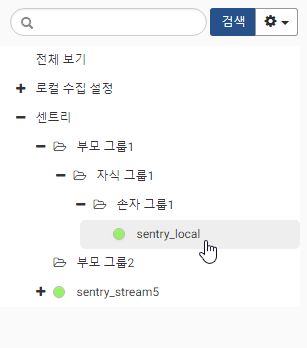 검색
전체 보기
로컬 수집 설정
센트리
부모 그룹1
자식 그룹1
손자 그룹1
sentry_local
부모 그룹2
sentry_stream5